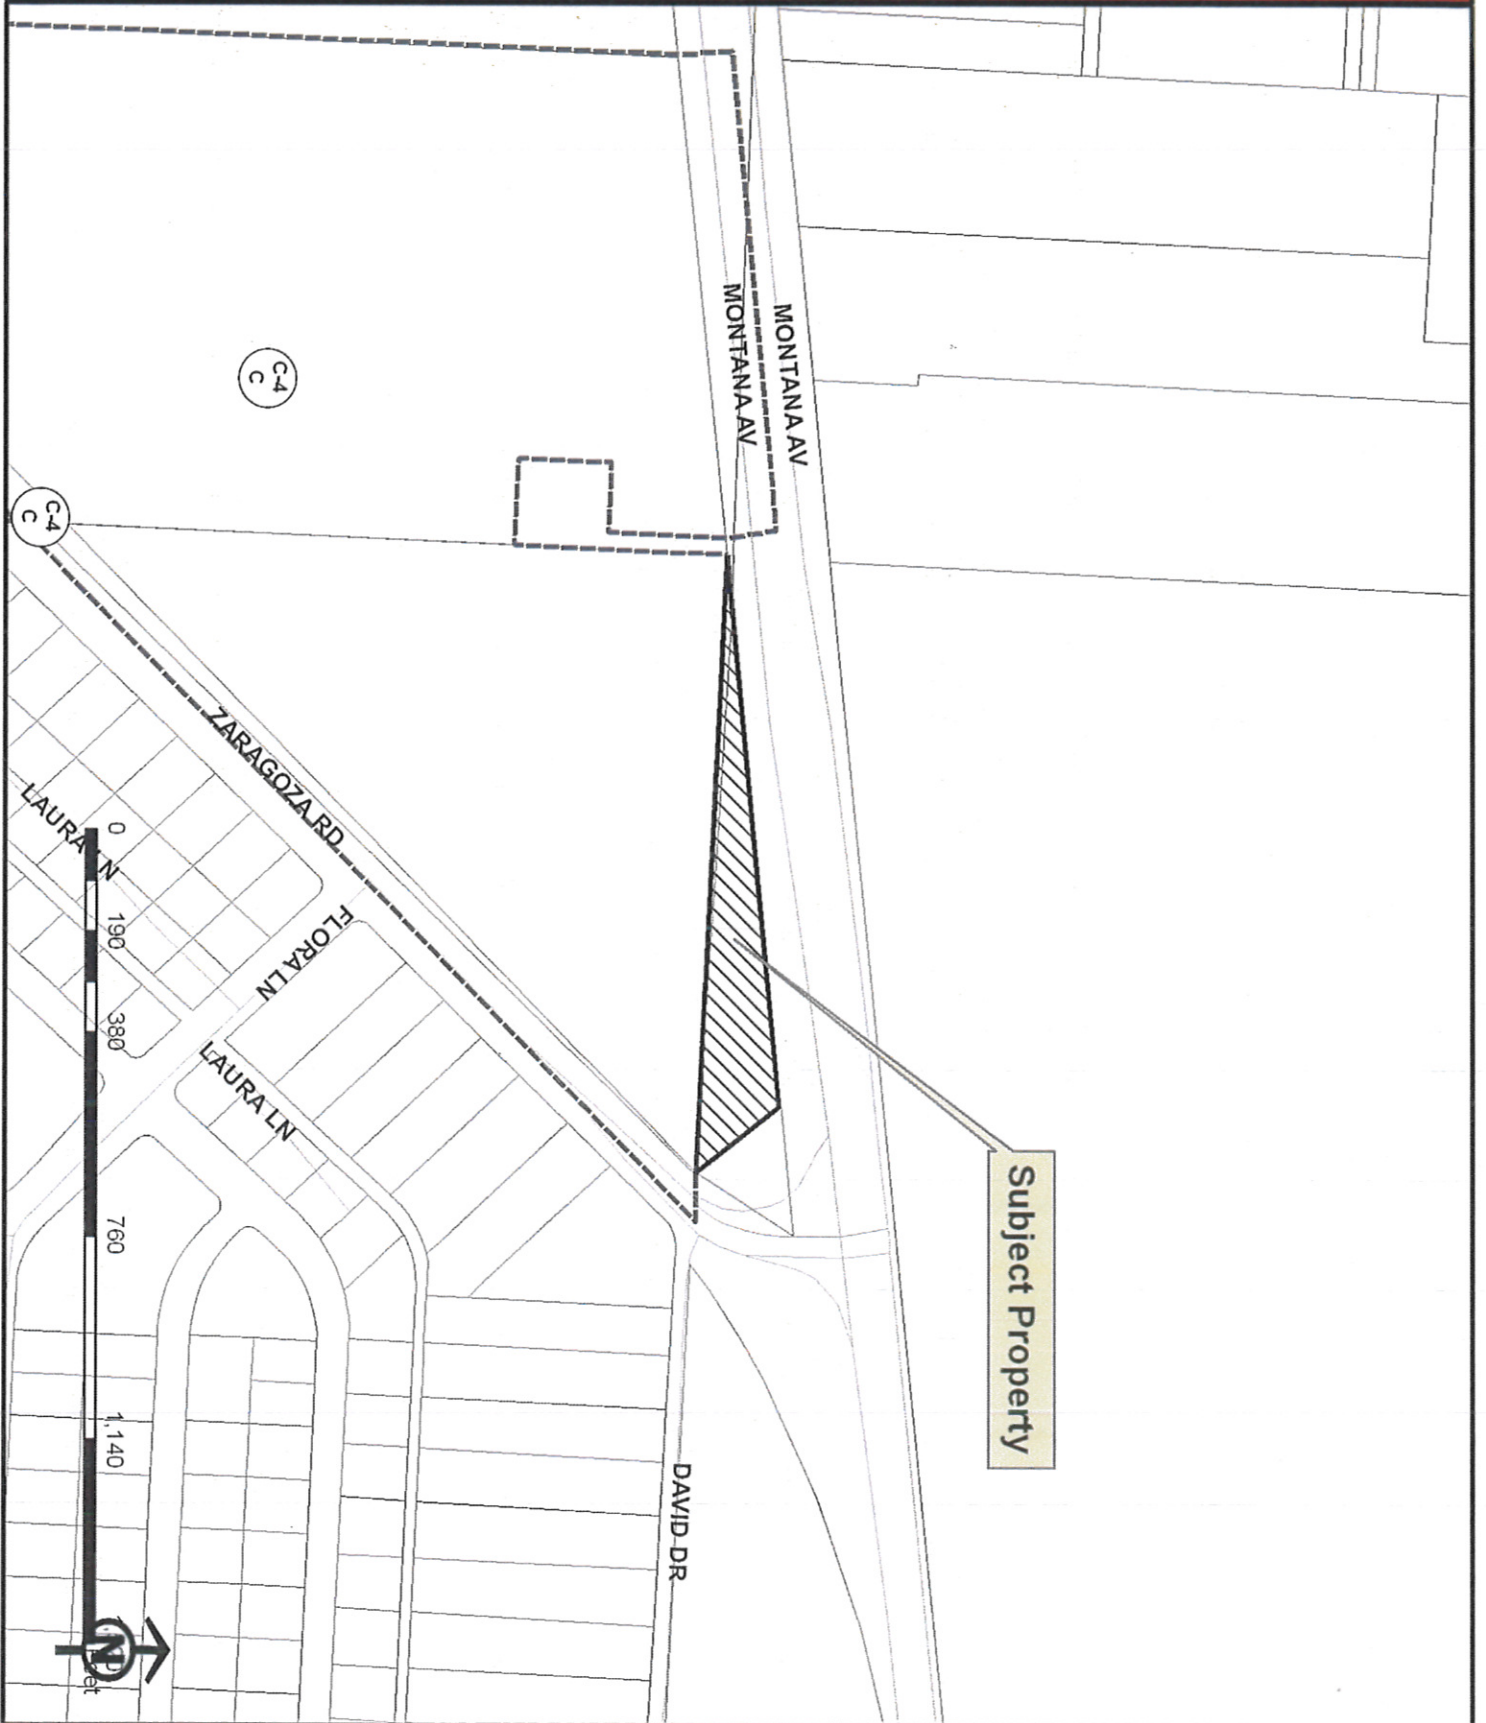 MONTANA AV
MONTANA AV
C-4
C
C-4
C
ZARAGOZA RD
LAURA LN
FLORA LN
LAURA LN
Subject Property
DAVID DR
0 190 380 760 1,140
N